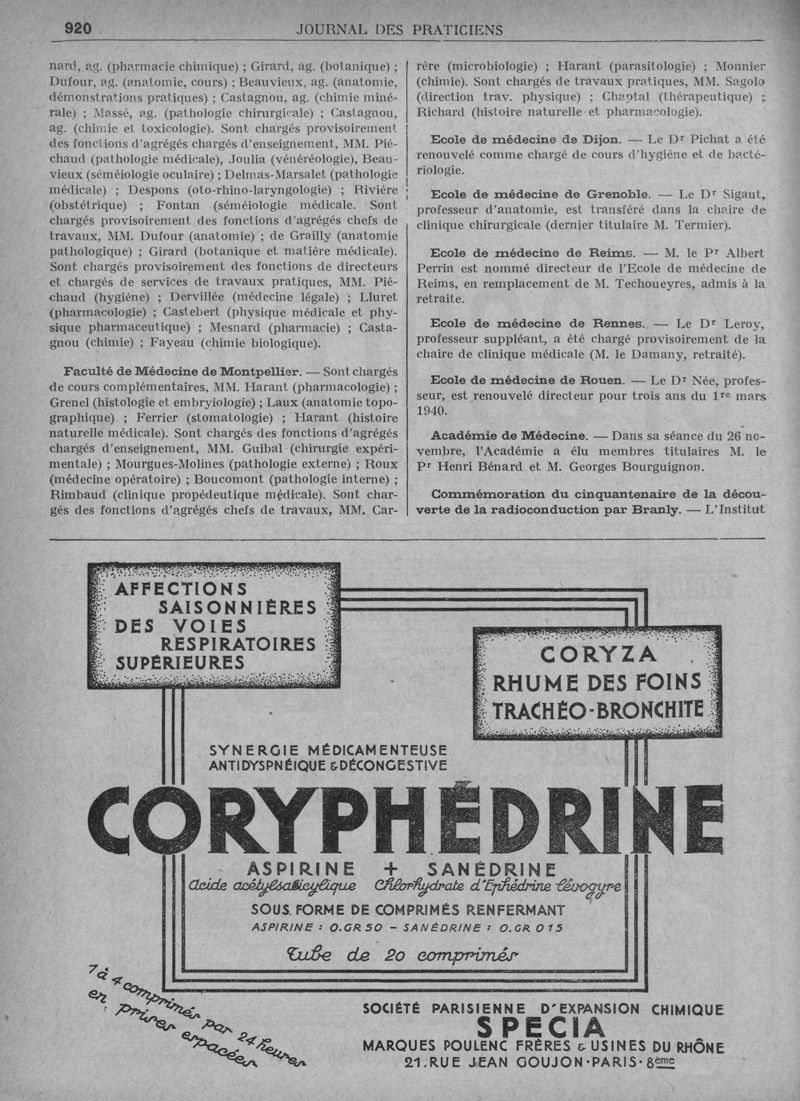 920
JOURNAL DES PRATICIENS
nard, ag. (pharmacie chimique) ; Girard, ag. (botanique) ;
Dufour, ag. (anatomie, cours) ; Beauvieux, ag. (anatomie,
démonstrations pratiques) ; Castagnou, ag. (chimie miné-
rale) ; Massé, ag. (pathologie chirurgicale) ; Castagnou,
ag. (chimie et toxicologie). Sont chargés provisoirement
des fonctions d'agrégés chargés d'enseignement, MM. Pié-
chaud (pathologie médicale), Joulia (vénéréologie), Beau-
vieux (séméiologie oculaire) ; Delmas-Marsalet (pathologie
médicale) ; Despons (oto-rhino-laryngologie) ; Rivière
(obstétrique) ; Fontan (séméiologie médicale. Sont
chargés provisoirement des fonctions d'agrégés chefs de
travaux, MM. Dufour (anatomie) ; de Grailly (anatomie
pathologique) ; Girard (botanique et matière médicale).
Sont chargés provisoirement des fonctions de directeurs
et chargés de services de travaux pratiques, MM. Pié-
chaud (hygiène) ; Dervillée (médecine légale) ; Lluret
(pharmacologie) ; Castebert (physique médicale et phy-
sique pharmaceutique) ; Mesnard (pharmacie) ; Casta-
gnou (chimie) ; Fayeau (chimie biologique).
Faculté de Médecine de Montpellier. — Sont chargés
de cours complémentaires, MM. Harant (pharmacologie) ;
Grenel (histologie et embryologie) ; Laux (anatomie topo-
graphique) ; Ferrier (stomatologie) ; Harant (histoire
naturelle médicale). Sont chargés des fonctions d'agrégés
chargés d'enseignement, MM. Guibal (chirurgie expéri-
mentale) ; Mourgues-Molines (pathologie externe) ; Roux
(médecine opératoire) ; Boucomont (pathologie interne) ;
Rimbaud (clinique propédeutique médicale). Sont char-
gés des fonctions d'agrégés chefs de travaux, MM. Car-
rère (microbiologie) ; Harant (parasitologie) ; Monnier
(chimie). Sont chargés de travaux pratiques, MM. Sagolo
(direction trav. physique) ; Chaptal (thérapeutique) ;
Richard (histoire naturelle et pharmacologie).
Ecole de médecine de Dijon. — Le Dr Pichat a été
renouvelé comme chargé de cours d'hygiène et de bacté-
riologie.
Ecole de médecine de Grenoble. — Le Dr Sigaut,
professeur d'anatomie, est transféré dans la chaire de
clinique chirurgicale (dernier titulaire M. Termier).
Ecole de médecine de Reims. — M. le Pr Albert
Perrin est nommé directeur de l'Ecole de médecine de
Reims, en remplacement de M. Techoueyres, admis à la
retraite.
Ecole de médecine de Rennes. — Le Dr Leroy,
professeur suppléant, a été chargé provisoirement de la
chaire de clinique médicale (M. le Damany, retraité).
Ecole de médecine de Rouen. — Le Dr Née, profes-
seur, est renouvelé directeur pour trois ans du 1re mars
1940.
Académie de Médecine. — Dans sa séance du 26 no-
vembre, l'Académie a élu membres titulaires M. le
Pr Henri Bénard et M. Georges Bourguignon.
Commémoration du cinquantenaire de la décou-
verte de la radioconduction par Branly. — L'Institut
AFFECTIONS
SAISONNIÈRES
DES VOIES
RESPIRATOIRES
SUPÉRIEURES
CORYZA
RHUME DES FOINS
TRACHÉO-BRONCHITE
SYNERGIE MÉDICAMENTEUSE
ANTIDYSPNÉIQUE & DÉCONGESTIVE
CORYPHÉDRINE
ASPIRINE + SANÉDRINE
Acide acétylsalicylique Chlorhydrate d'Ephédrine lévogyre
SOUS FORME DE COMPRIMÉS RENFERMANT
ASPIRINE : 0.GR 50 - SANÉDRINE : 0.GR 015
Tube de 20 comprimés
1 à 4 comprimés par 24 heures
en prises espacées
SOCIÉTÉ PARISIENNE D'EXPANSION CHIMIQUE
SPECIA
MARQUES POULENC FRÈRES & USINES DU RHÔNE
21, RUE JEAN GOUJON · PARIS · 8ème